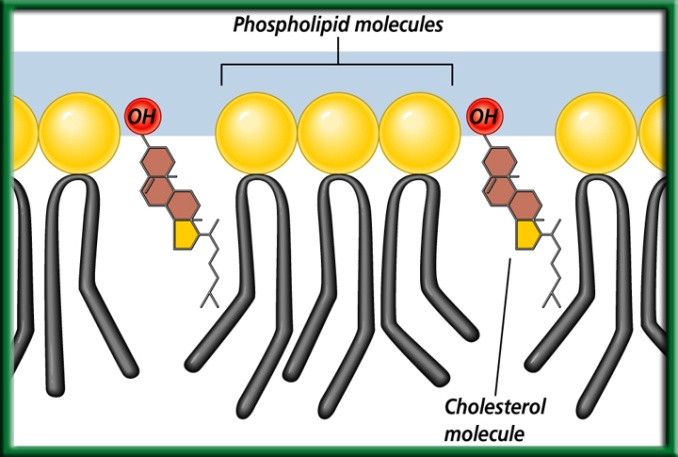 Phospholipid molecules
OH
OH
Cholesterol
molecule